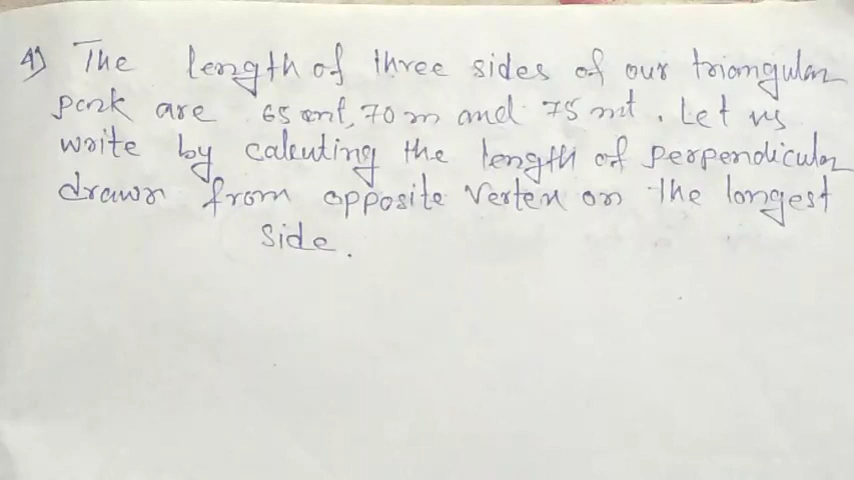 4) The length of three sides of our triangular
park are 65 mt, 70 m and 75 mt. Let us
write by calcuting the length of perpendicular
drawn from opposite vertex on the longest
side.